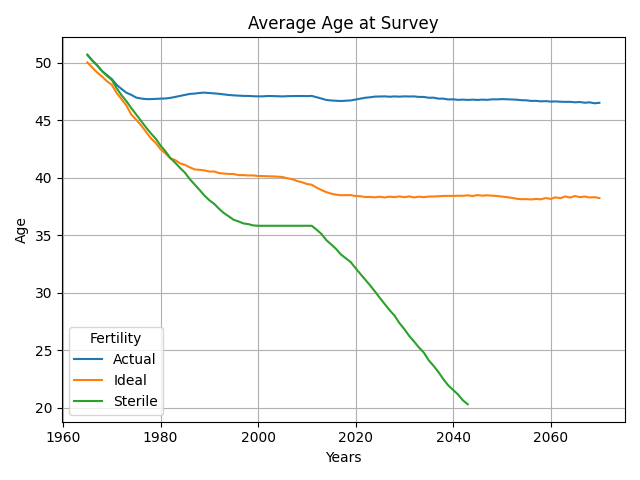 Average Age at Survey
Age
50
45
40
35
30
25
20
Fertility
Actual
Ideal
Sterile
1960 1980 2000 2020 2040 2060
Years